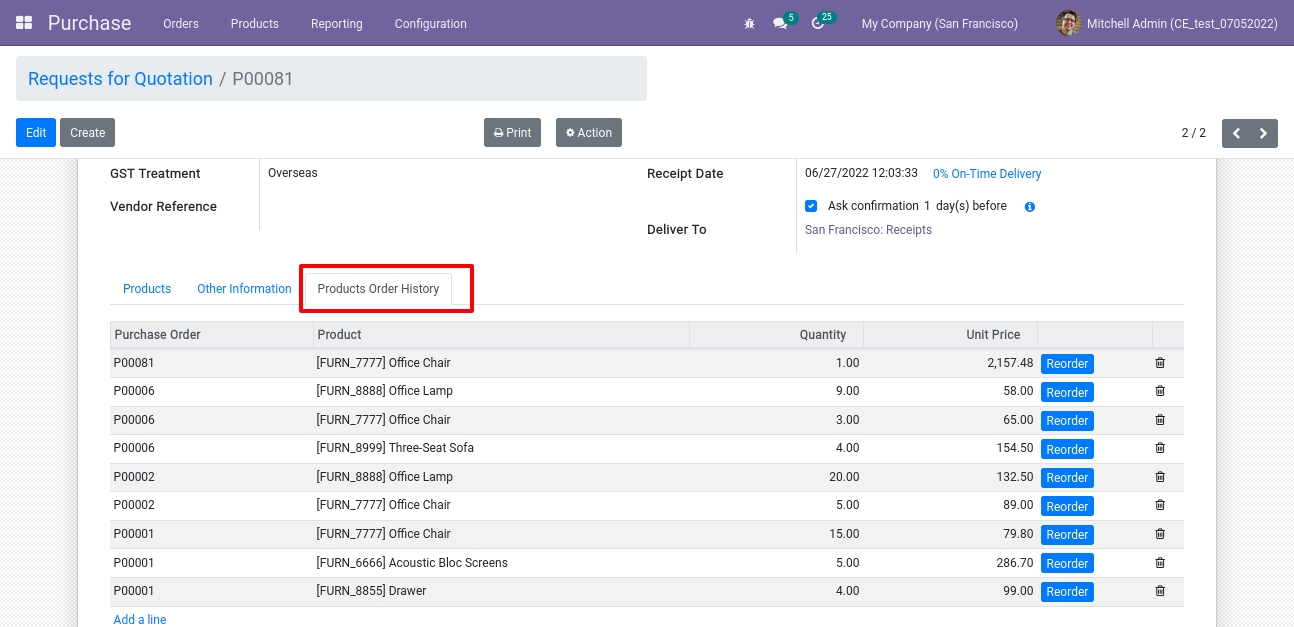 Purchase Orders Products Reporting Configuration 5 25 My Company (San Francisco) Mitchell Admin (CE_test_07052022)
Requests for Quotation / P00081
Edit Create Print Action 2 / 2
GST Treatment Overseas Receipt Date 06/27/2022 12:03:33 0% On-Time Delivery
Vendor Reference Ask confirmation 1 day(s) before
Deliver To San Francisco: Receipts
Products Other Information Products Order History
Purchase Order Product Quantity Unit Price
P00081 [FURN_7777] Office Chair 1.00 2,157.48 Reorder
P00006 [FURN_8888] Office Lamp 9.00 58.00 Reorder
P00006 [FURN_7777] Office Chair 3.00 65.00 Reorder
P00006 [FURN_8999] Three-Seat Sofa 4.00 154.50 Reorder
P00002 [FURN_8888] Office Lamp 20.00 132.50 Reorder
P00002 [FURN_7777] Office Chair 5.00 89.00 Reorder
P00001 [FURN_7777] Office Chair 15.00 79.80 Reorder
P00001 [FURN_6666] Acoustic Bloc Screens 5.00 286.70 Reorder
P00001 [FURN_8855] Drawer 4.00 99.00 Reorder
Add a line